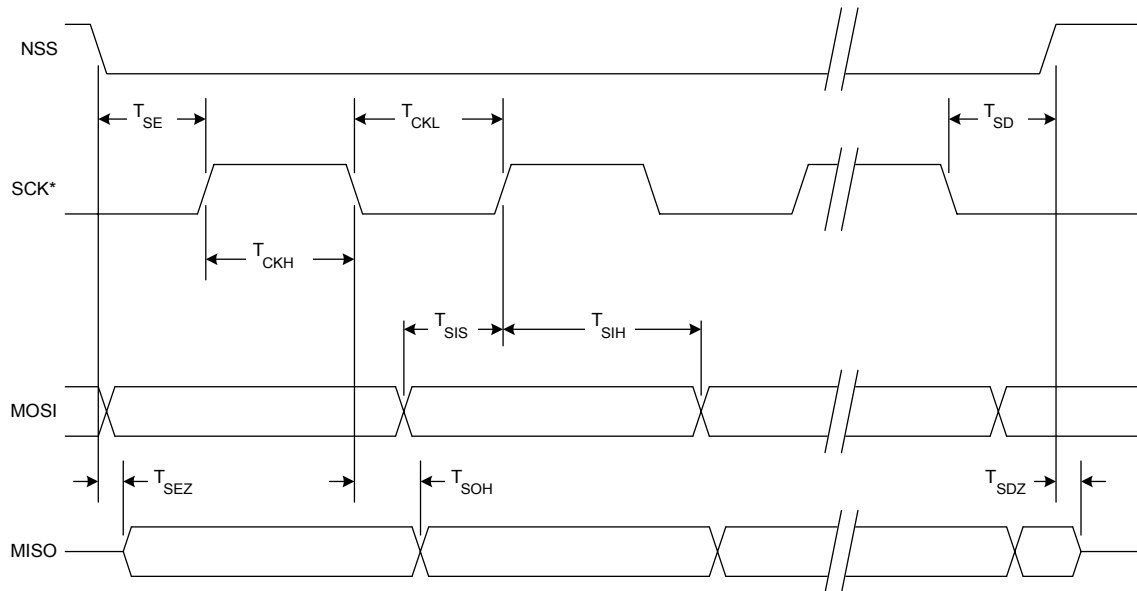 NSS
T_SE
T_CKL
T_SD
SCK*
T_CKH
T_SIS
T_SIH
MOSI
T_SEZ
T_SOH
T_SDZ
MISO